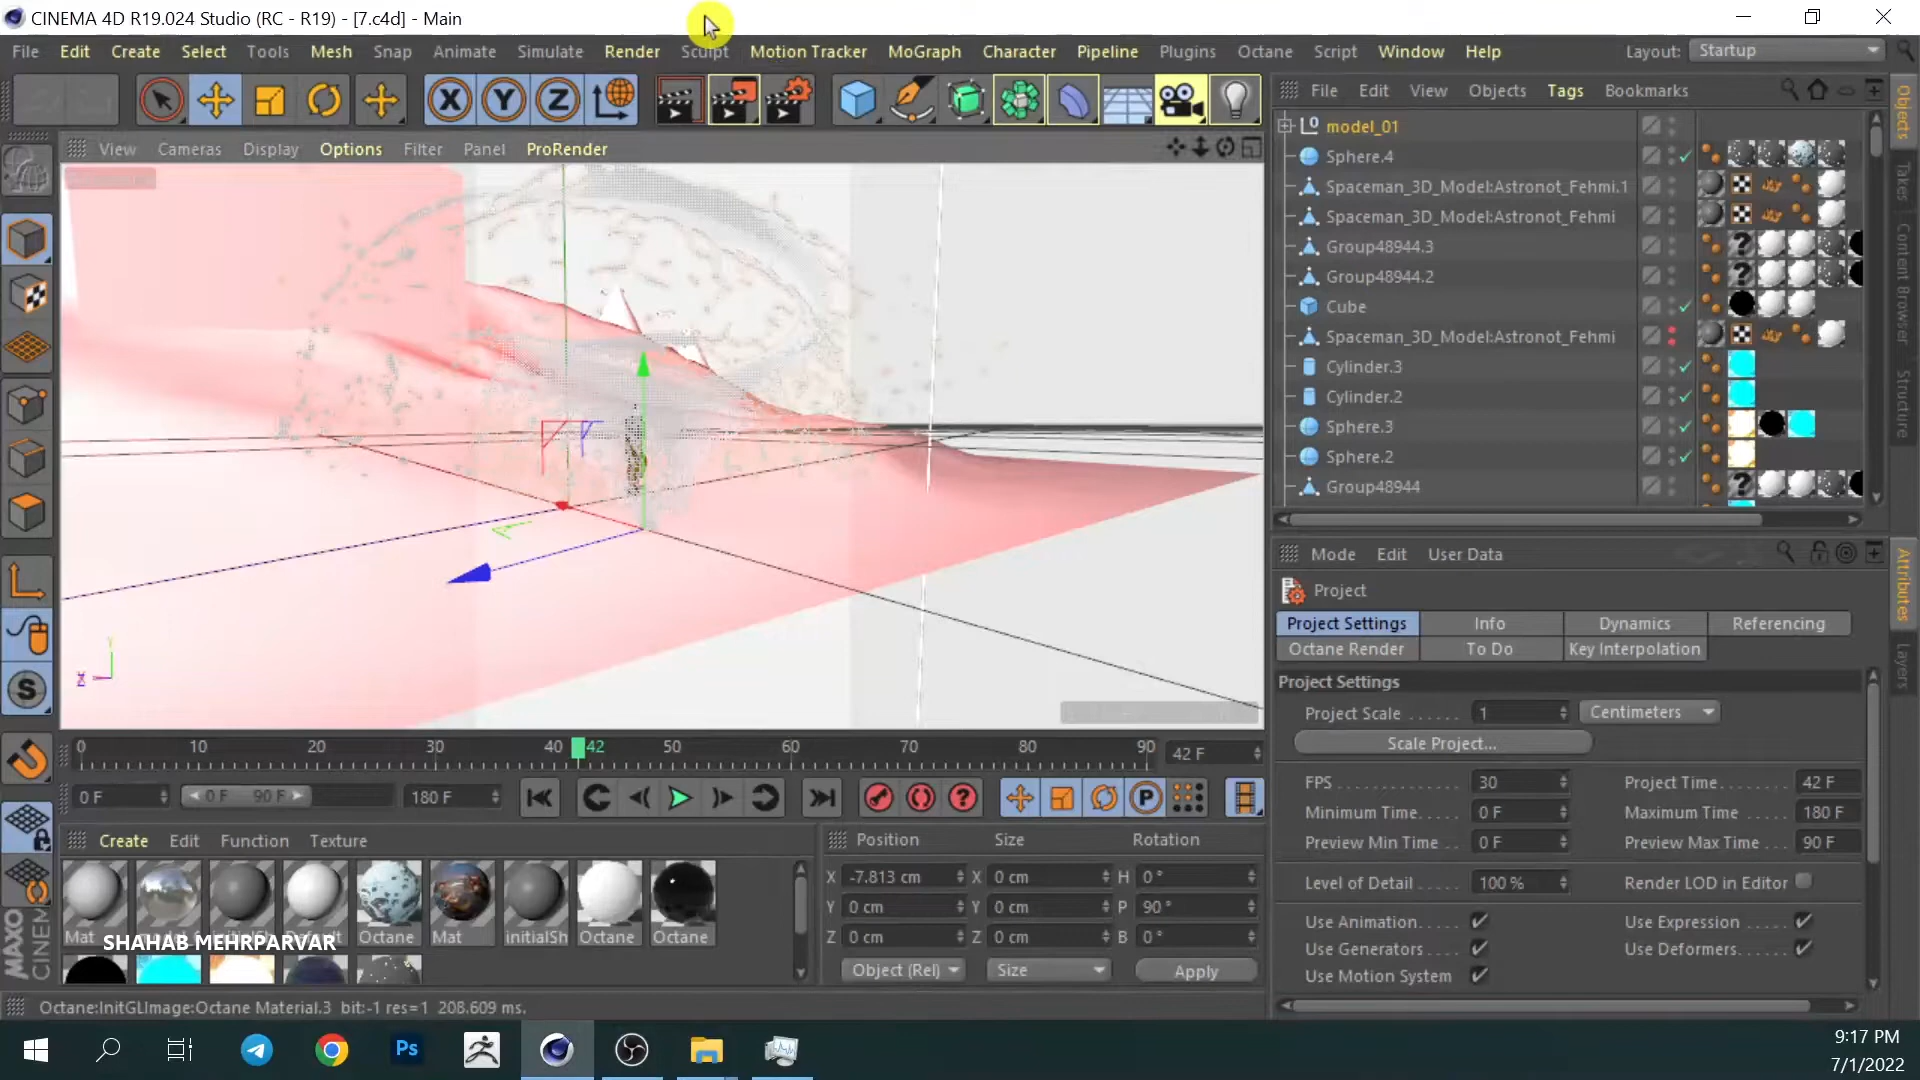 CINEMA 4D R19.024 Studio (RC - R19) - [7.c4d] - Main
File Edit Create Select Tools Mesh Snap Animate Simulate Render Sculpt Motion Tracker MoGraph Character Pipeline Plugins Octane Script Window Help Layout: Startup
X Y Z
File Edit View Objects Tags Bookmarks
View Cameras Display Options Filter Panel ProRender
model_01
Sphere.4
Spaceman_3D_Model:Astronot_Fehmi.1
Spaceman_3D_Model:Astronot_Fehmi
Group48944.3
Group48944.2
Cube
Spaceman_3D_Model:Astronot_Fehmi
Cylinder.3
Cylinder.2
Sphere.3
Sphere.2
Group48944
Objects
Takes
Content Browser
Structure
Mode Edit User Data
Project
Project Settings Info Dynamics Referencing
Octane Render To Do Key Interpolation
Project Settings
Project Scale 1 Centimeters
Scale Project...
FPS 30 Project Time 42 F
Minimum Time 0 F Maximum Time 180 F
Preview Min Time 0 F Preview Max Time 90 F
Level of Detail 100 % Render LOD in Editor
Use Animation Use Expression
Use Generators Use Deformers
Use Motion System
Attributes
Layers
Y
X
0 10 20 30 40 42 50 60 70 80 90 42 F
0 F 0 F 90 F 180 F
Create Edit Function Texture
Mat Octane Mat initialSh Octane Octane
SHAHAB MEHRPARVAR
MAXO
CINEM
Position Size Rotation
X -7.813 cm X 0 cm H 0 °
Y 0 cm Y 0 cm P 90 °
Z 0 cm Z 0 cm B 0 °
Object (Rel) Size Apply
Octane:InitGLImage:Octane Material.3 bit:-1 res=1 208.609 ms.
Ps
9:17 PM
7/1/2022